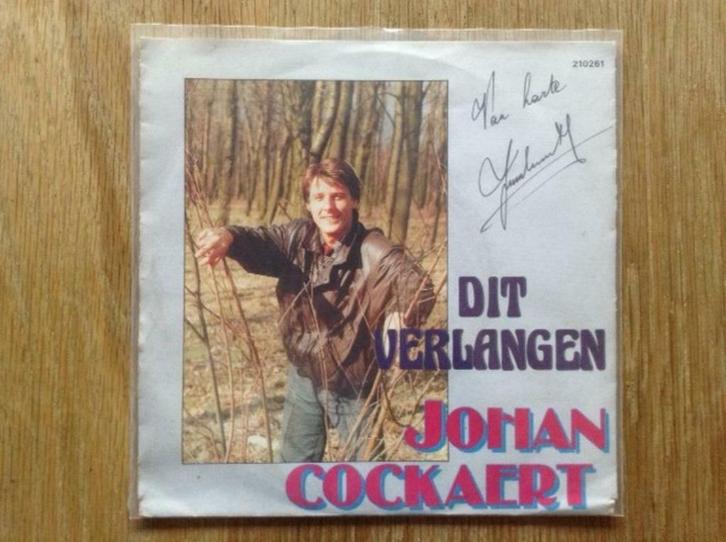 210261
Van harte
DIT
VERLANGEN
JOHAN
COCKAERT